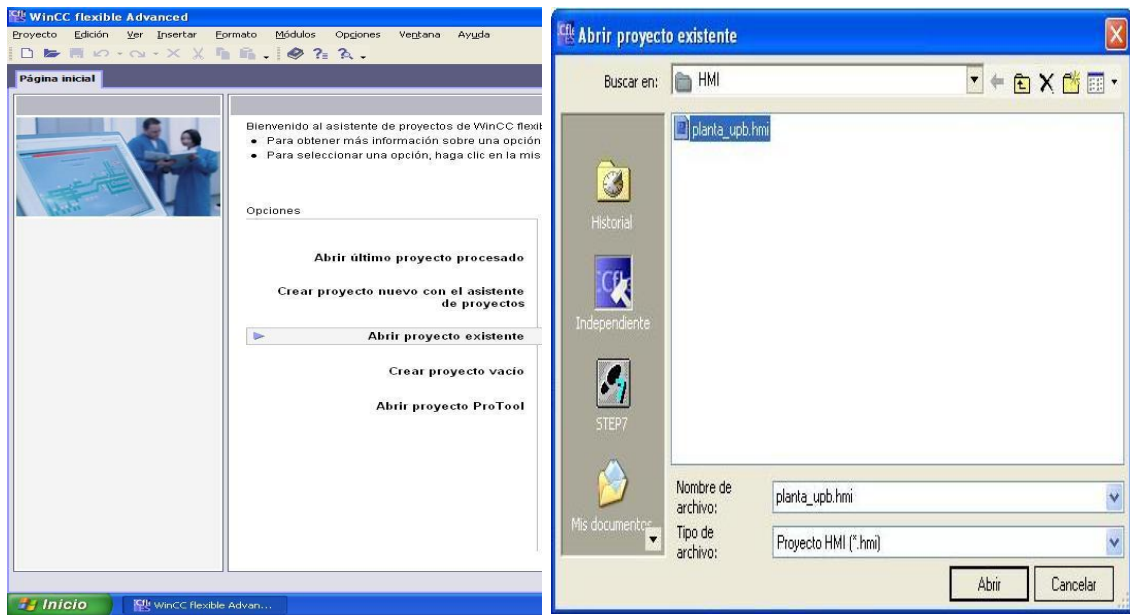 WinCC flexible Advanced
Proyecto Edición Ver Insertar Formato Módulos Opciones Ventana Ayuda
Página inicial
Bienvenido al asistente de proyectos de WinCC flexib
• Para obtener más información sobre una opción
• Para seleccionar una opción, haga clic en la mis
Opciones
Abrir último proyecto procesado
Crear proyecto nuevo con el asistente
de proyectos
Abrir proyecto existente
Crear proyecto vacío
Abrir proyecto ProTool
Inicio
WinCC flexible Advan...
Abrir proyecto existente
Buscar en: HMI
planta_upb.hmi
Historial
Independiente
STEP7
Mis documentos
Nombre de
archivo:
planta_upb.hmi
Tipo de
archivo:
Proyecto HMI (*.hmi)
Abrir Cancelar